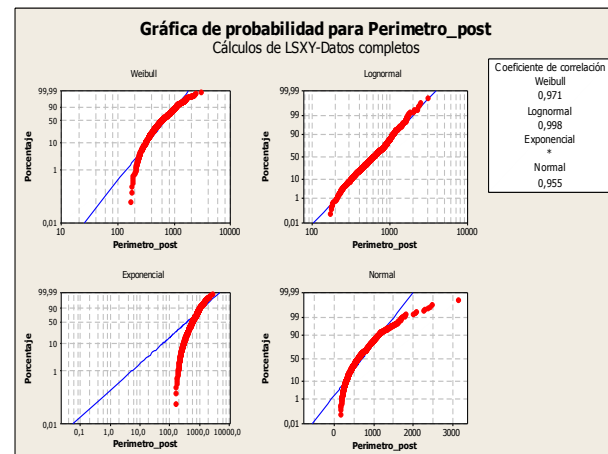 Gráfica de probabilidad para Perimetro_post
Cálculos de LSXY-Datos completos
Weibull
99,99
90
50
10
1
0,01
Porcentaje
10 100 1000 10000
Perimetro_post
Lognormal
99,99
99
90
50
10
1
0,01
Porcentaje
100 1000 10000
Perimetro_post
Coeficiente de correlación
Weibull
0,971
Lognormal
0,998
Exponencial
*
Normal
0,955
Exponencial
99,99
90
50
10
1
0,01
Porcentaje
0,1 1,0 10,0 100,0 1000,0 10000,0
Perimetro_post
Normal
99,99
99
90
50
10
1
0,01
Porcentaje
0 1000 2000 3000
Perimetro_post